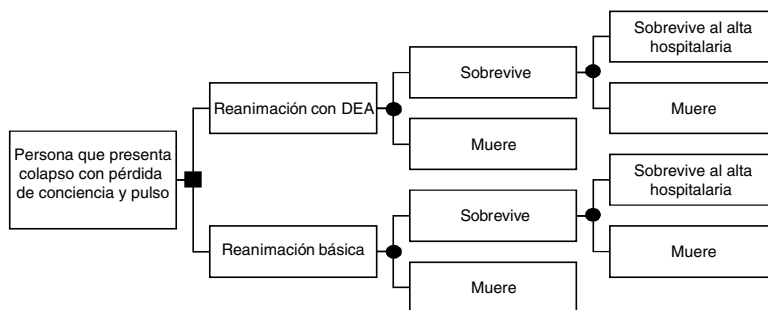 Persona que presenta
colapso con pérdida
de conciencia y pulso
Reanimación con DEA
Sobrevive
Sobrevive al alta
hospitalaria
Muere
Muere
Reanimación básica
Sobrevive
Sobrevive al alta
hospitalaria
Muere
Muere